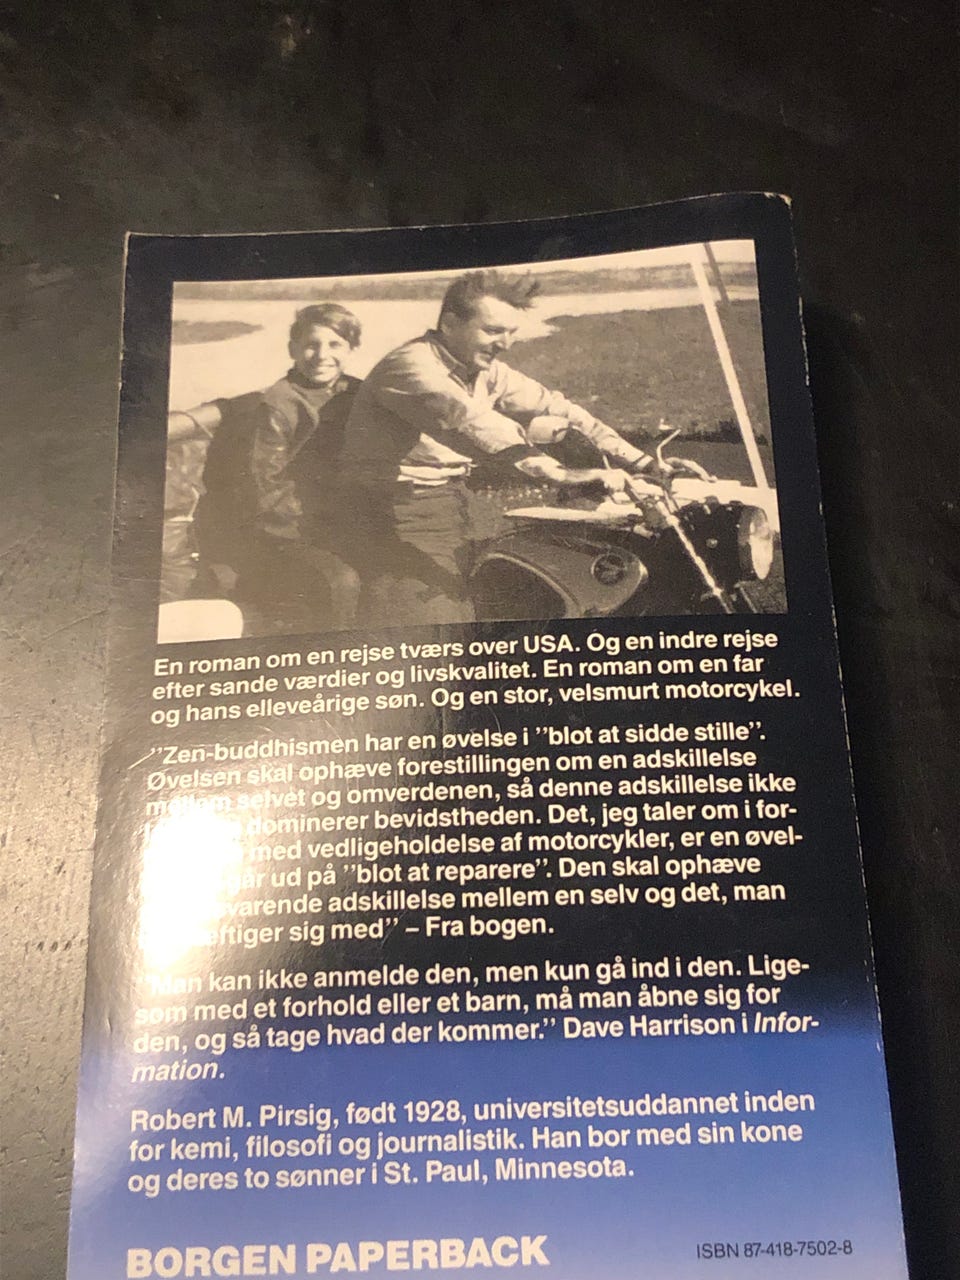 En roman om en rejse tværs over USA. Og en indre rejse
efter sande værdier og livskvalitet. En roman om en far
og hans elleveårige søn. Og en stor, velsmurt motorcykel.
"Zen-buddhismen har en øvelse i "blot at sidde stille".
Øvelsen skal ophæve forestillingen om en adskillelse
mellem selvet og omverdenen, så denne adskillelse ikke
dominerer bevidstheden. Det, jeg taler om i for-
med vedligeholdelse af motorcykler, er en øvel-
går ud på "blot at reparere". Den skal ophæve
varende adskillelse mellem en selv og det, man
eftiger sig med" – Fra bogen.
"Man kan ikke anmelde den, men kun gå ind i den. Lige-
som med et forhold eller et barn, må man åbne sig for
den, og så tage hvad der kommer." Dave Harrison i Infor-
mation.
Robert M. Pirsig, født 1928, universitetsuddannet inden
for kemi, filosofi og journalistik. Han bor med sin kone
og deres to sønner i St. Paul, Minnesota.
BORGEN PAPERBACK
ISBN 87-418-7502-8